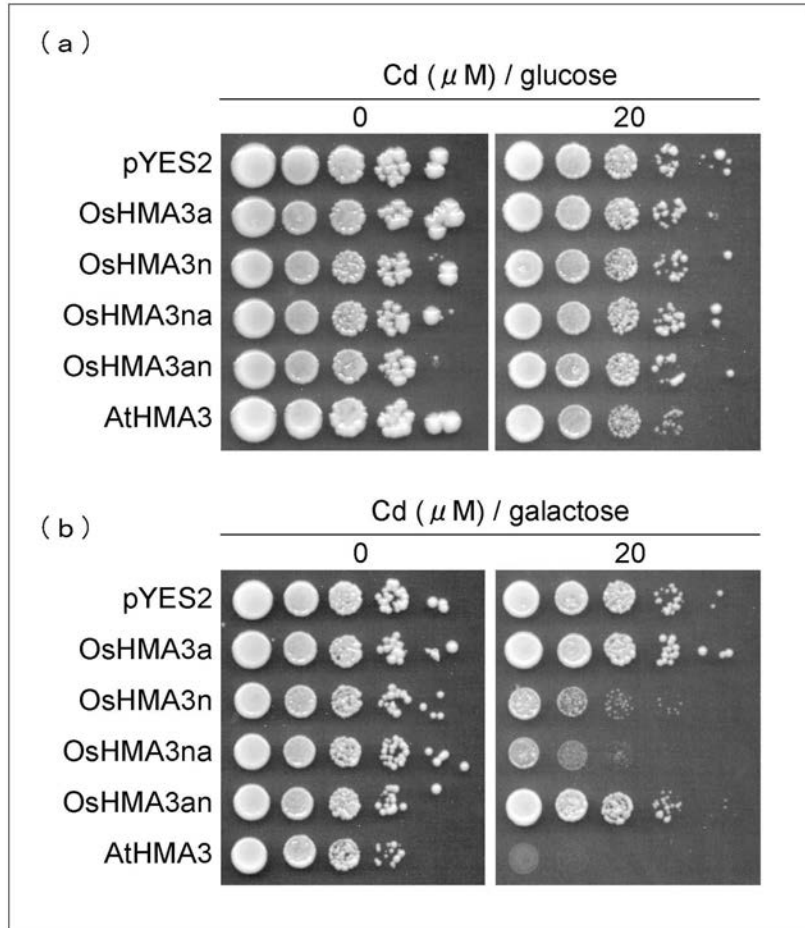 (a)
Cd (μM) / glucose
0 20
pYES2
OsHMA3a
OsHMA3n
OsHMA3na
OsHMA3an
AtHMA3
(b)
Cd (μM) / galactose
0 20
pYES2
OsHMA3a
OsHMA3n
OsHMA3na
OsHMA3an
AtHMA3